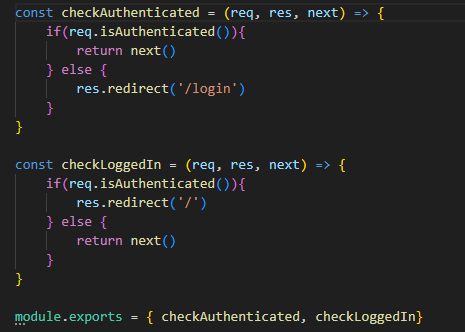 const checkAuthenticated = (req, res, next) => {
    if(req.isAuthenticated()){
        return next()
    } else {
        res.redirect('/login')
    }
}

const checkLoggedIn = (req, res, next) => {
    if(req.isAuthenticated()){
        res.redirect('/')
    } else {
        return next()
    }
}

module.exports = { checkAuthenticated, checkLoggedIn}